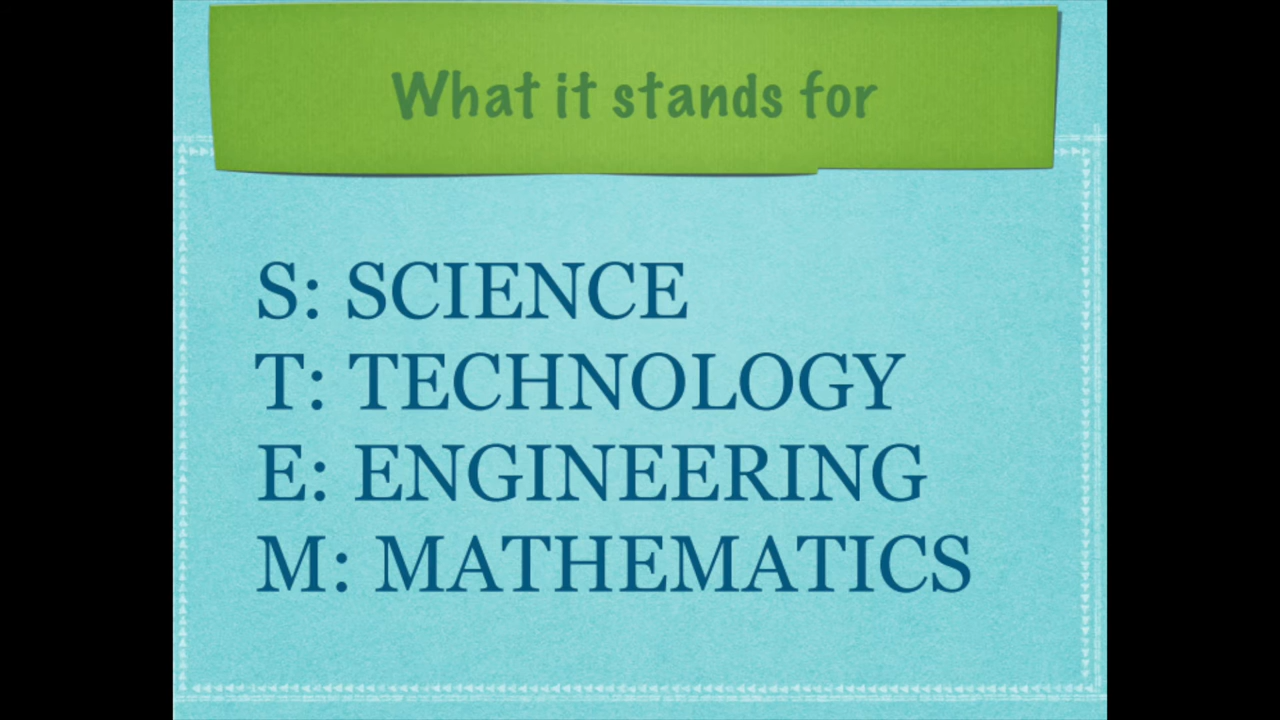 What it stands for
S: SCIENCE
T: TECHNOLOGY
E: ENGINEERING
M: MATHEMATICS